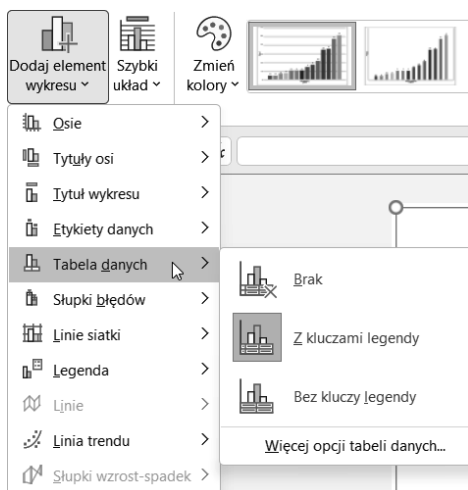 Dodaj element
wykresu
Szybki
układ
Zmień
kolory
Osie
Tytuły osi
Tytuł wykresu
Etykiety danych
Tabela danych
Słupki błędów
Linie siatki
Legenda
Linie
Linia trendu
Słupki wzrost-spadek
Brak
Z kluczami legendy
Bez kluczy legendy
Więcej opcji tabeli danych...